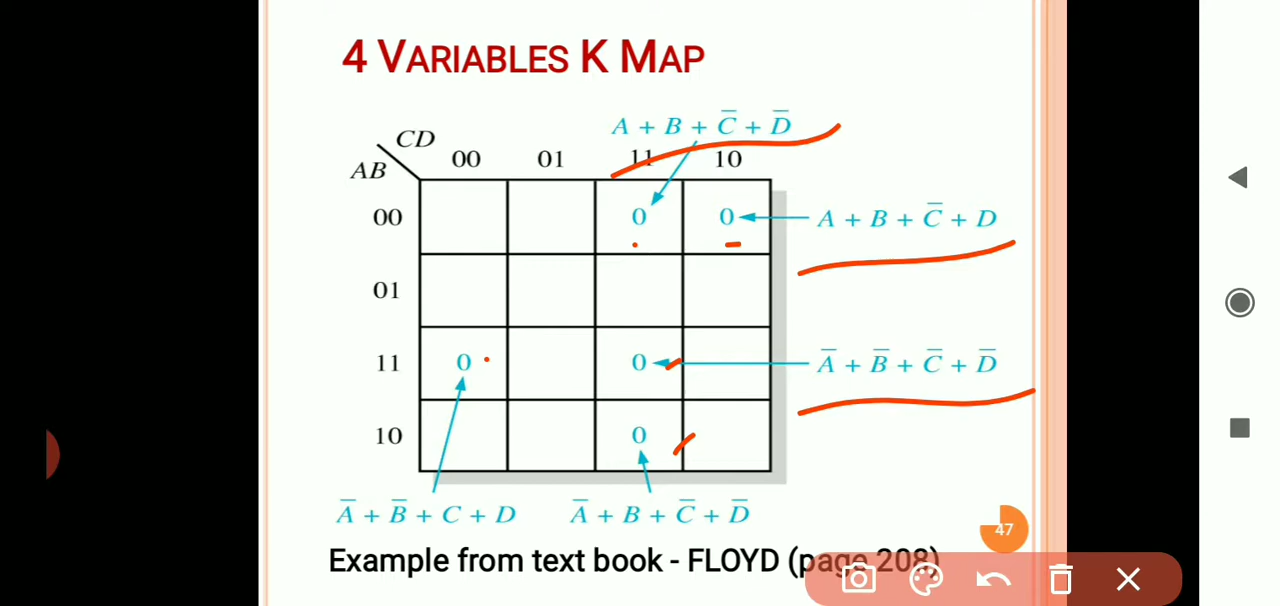 4 VARIABLES K MAP
A + B + C̅ + D̅
CD
AB
00 01 11 10
00 0 0 A + B + C̅ + D
01
11 0 0 A̅ + B̅ + C̅ + D̅
10 0
A̅ + B̅ + C + D A̅ + B + C̅ + D̅
47
Example from text book - FLOYD (page 208)